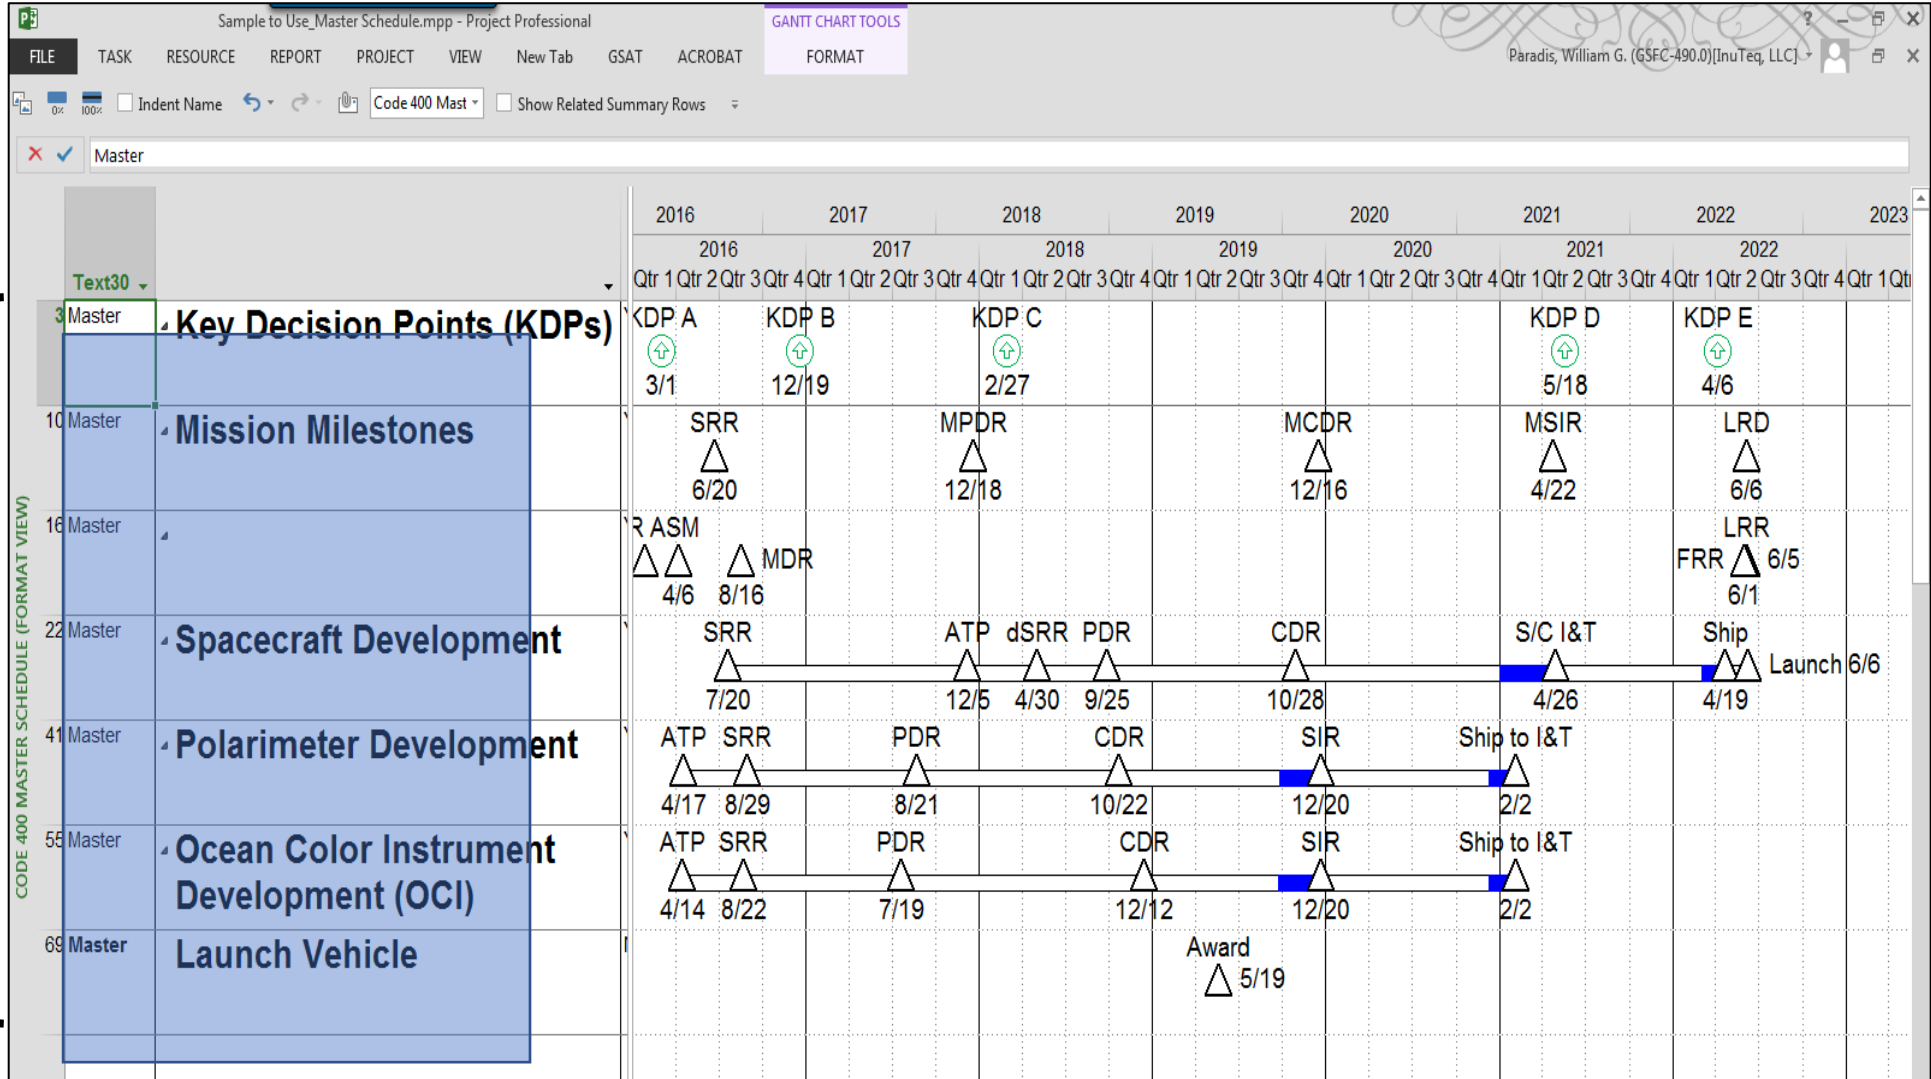 Sample to Use_Master Schedule.mpp - Project Professional
GANTT CHART TOOLS
?
FILE TASK RESOURCE REPORT PROJECT VIEW New Tab GSAT ACROBAT FORMAT
Paradis, William G. (GSFC-490.0)[InuTeq, LLC]
0% 100% Indent Name Code 400 Mast Show Related Summary Rows
Master
2016 2017 2018 2019 2020 2021 2022 2023
2016 2017 2018 2019 2020 2021 2022
Text30
Qtr 1 Qtr 2 Qtr 3 Qtr 4 Qtr 1 Qtr 2 Qtr 3 Qtr 4 Qtr 1 Qtr 2 Qtr 3 Qtr 4 Qtr 1 Qtr 2 Qtr 3 Qtr 4 Qtr 1 Qtr 2 Qtr 3 Qtr 4 Qtr 1 Qtr 2 Qtr 3 Qtr 4 Qtr 1 Qtr 2 Qtr 3 Qtr 4 Qtr 1 Qt
CODE 400 MASTER SCHEDULE (FORMAT VIEW)
3 Master Key Decision Points (KDPs)
KDP A KDP B KDP C KDP D KDP E
3/1 12/19 2/27 5/18 4/6
10 Master Mission Milestones
SRR MPDR MCDR MSIR LRD
6/20 12/18 12/16 4/22 6/6
16 Master
R ASM LRR
MDR FRR 6/5
4/6 8/16 6/1
22 Master Spacecraft Development
SRR ATP dSRR PDR CDR S/C I&T Ship
Launch 6/6
7/20 12/5 4/30 9/25 10/28 4/26 4/19
41 Master Polarimeter Development
ATP SRR PDR CDR SIR Ship to I&T
4/17 8/29 8/21 10/22 12/20 2/2
55 Master Ocean Color Instrument
Development (OCI)
ATP SRR PDR CDR SIR Ship to I&T
4/14 8/22 7/19 12/12 12/20 2/2
69 Master Launch Vehicle
Award
5/19